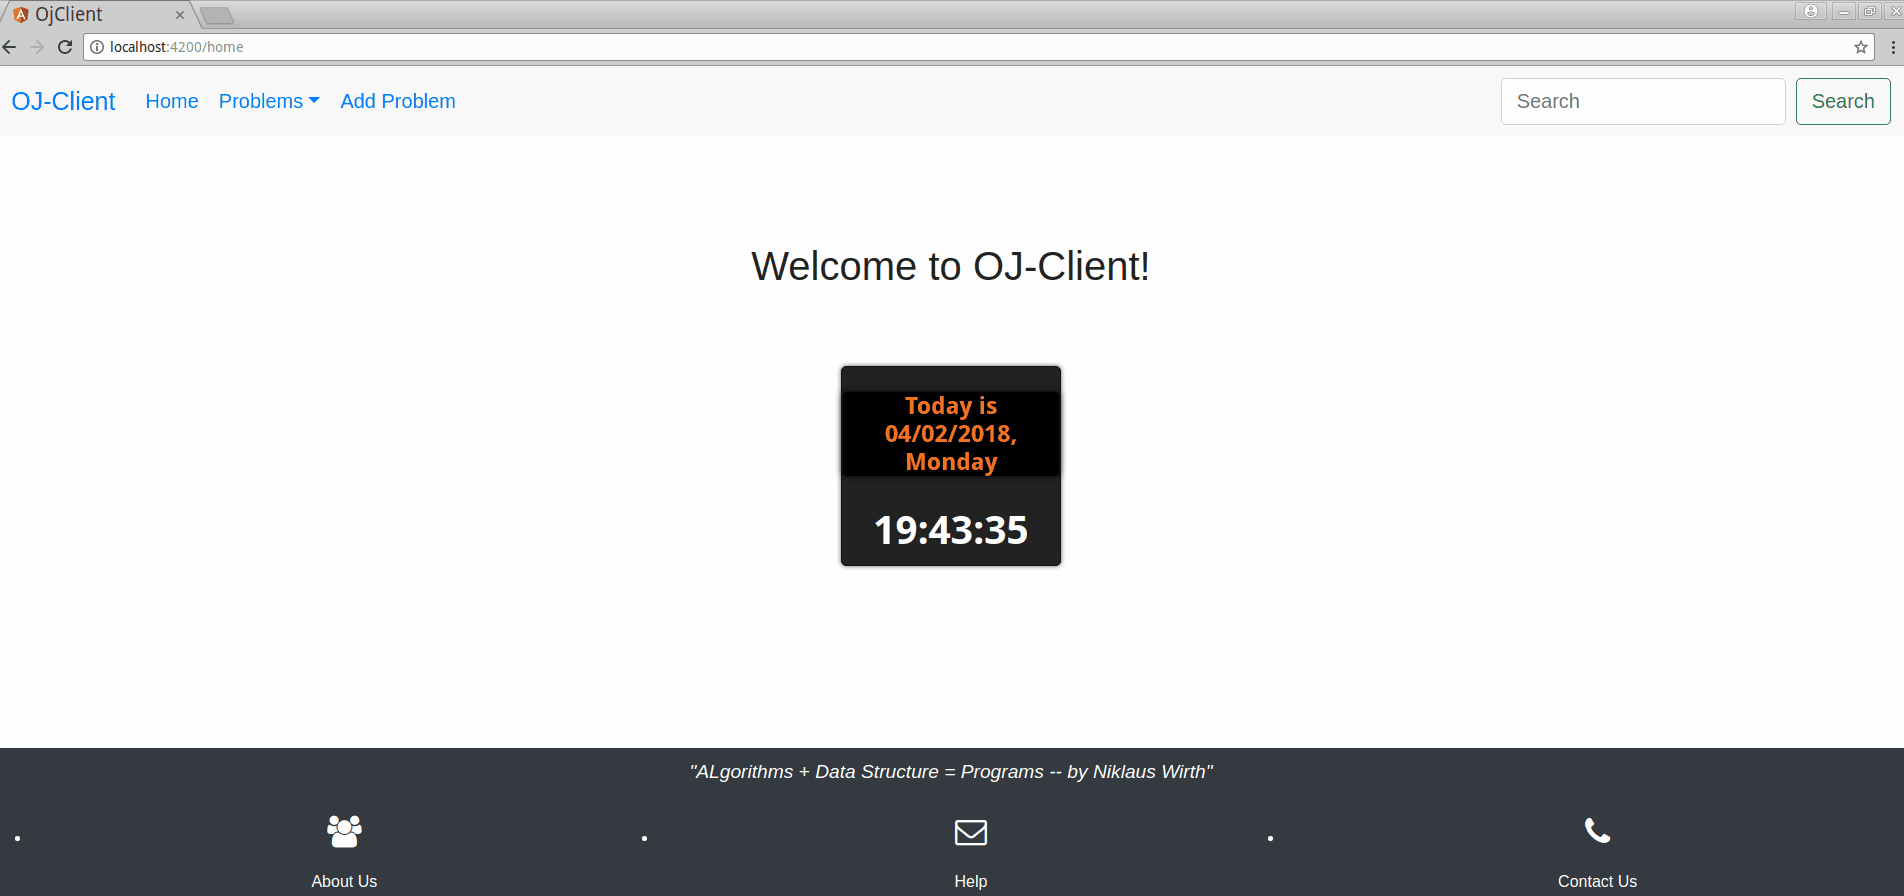 OjClient
localhost:4200/home
OJ-Client Home Problems Add Problem Search Search
Welcome to OJ-Client!
Today is
04/02/2018,
Monday
19:43:35
"ALgorithms + Data Structure = Programs -- by Niklaus Wirth"
About Us Help Contact Us